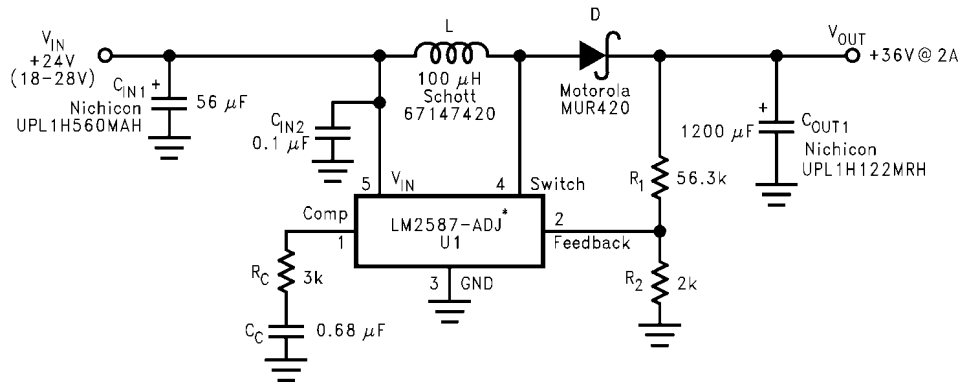 L
D
V_IN
+24V
(18-28V)
V_OUT
+36V@2A
C_IN1
+
Nichicon
UPL1H560MAH
56 μF
100 μH
Schott
67147420
Motorola
MUR420
C_IN2
0.1 μF
1200 μF
+
C_OUT1
Nichicon
UPL1H122MRH
5
V_IN
4
Switch
R_1
56.3k
Comp
1
LM2587-ADJ*
U1
2
Feedback
R_C
3k
3
GND
R_2
2k
C_C
0.68 μF